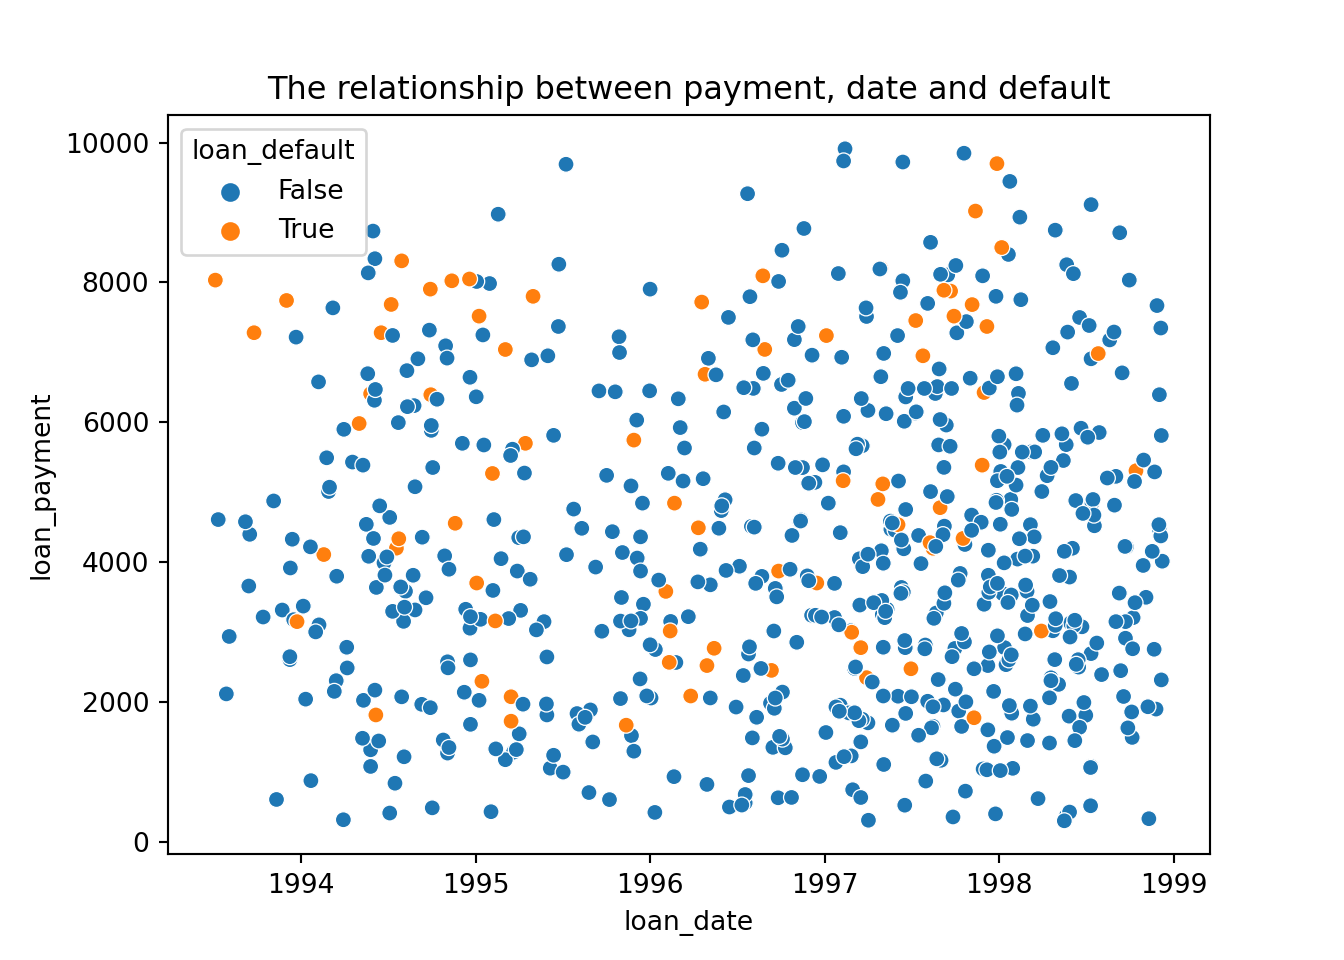 The relationship between payment, date and default
loan_default
False
True
10000
8000
6000
4000
2000
0
loan_payment
1994 1995 1996 1997 1998 1999
loan_date